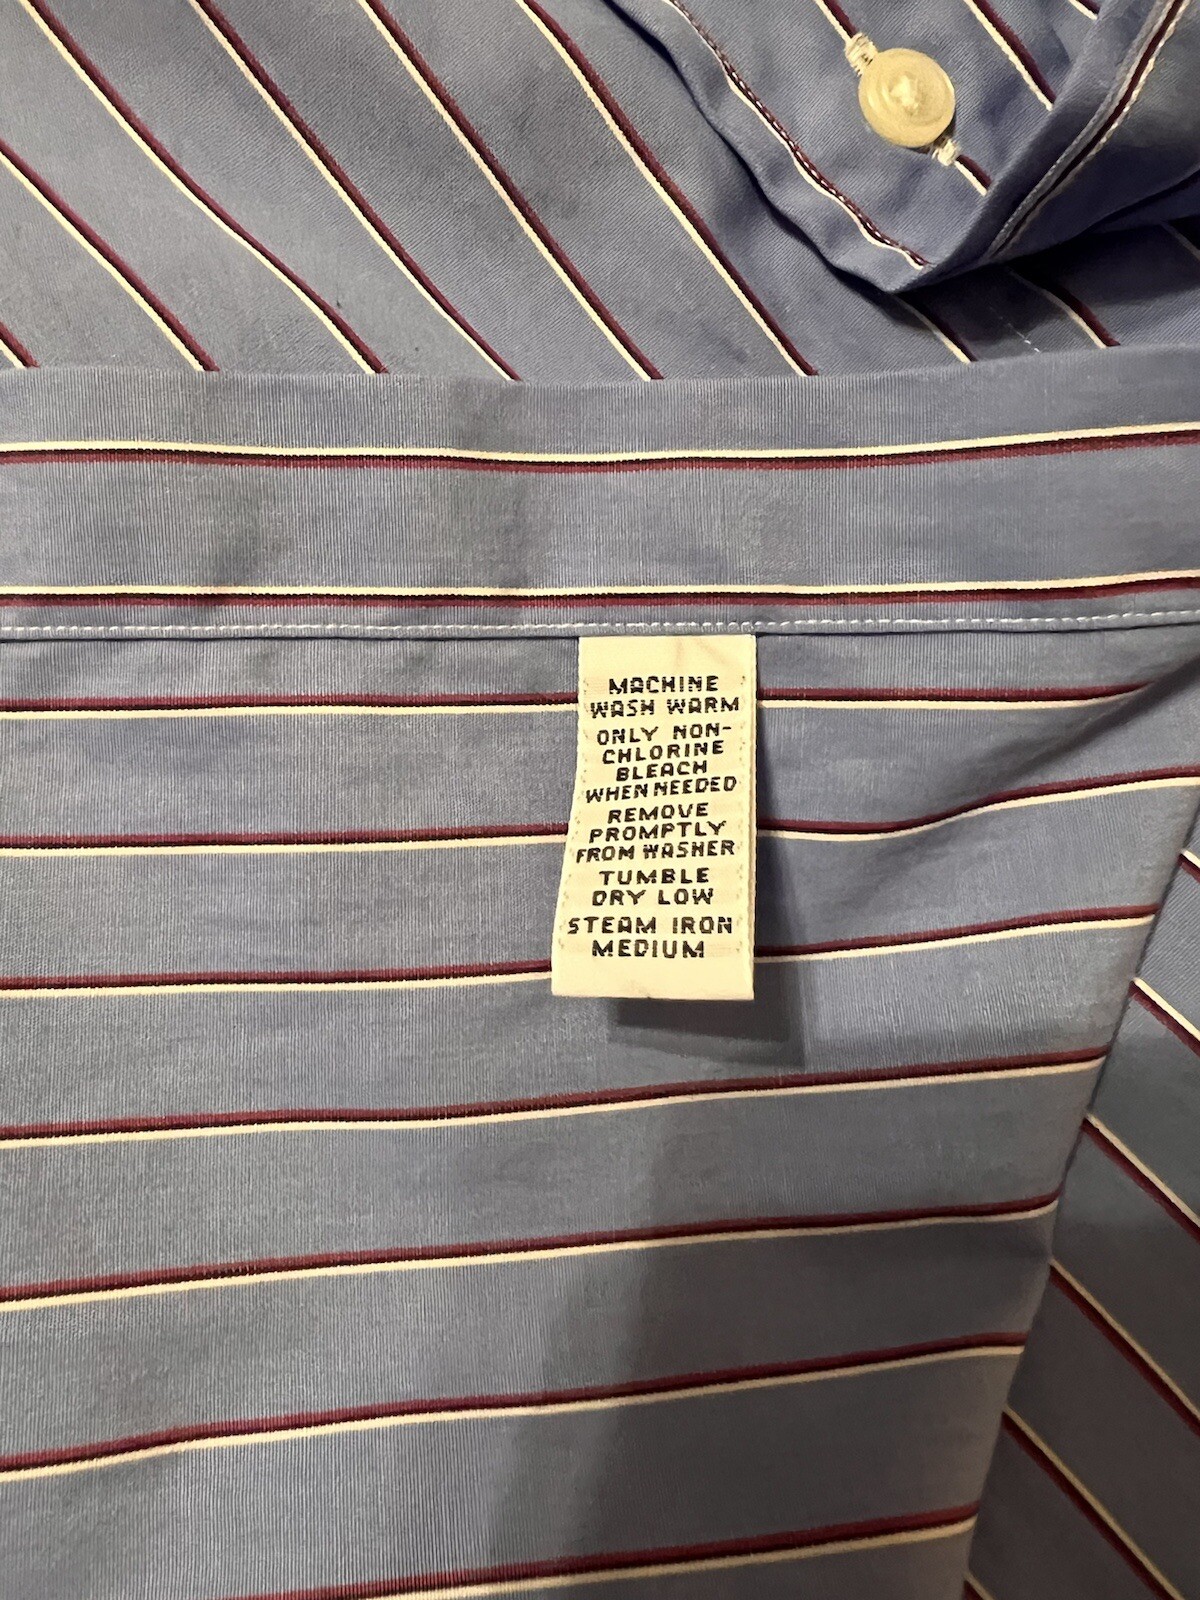 MACHINE
WASH WARM
ONLY NON-
CHLORINE
BLEACH
WHEN NEEDED
REMOVE
PROMPTLY
FROM WASHER
TUMBLE
DRY LOW
STEAM IRON
MEDIUM